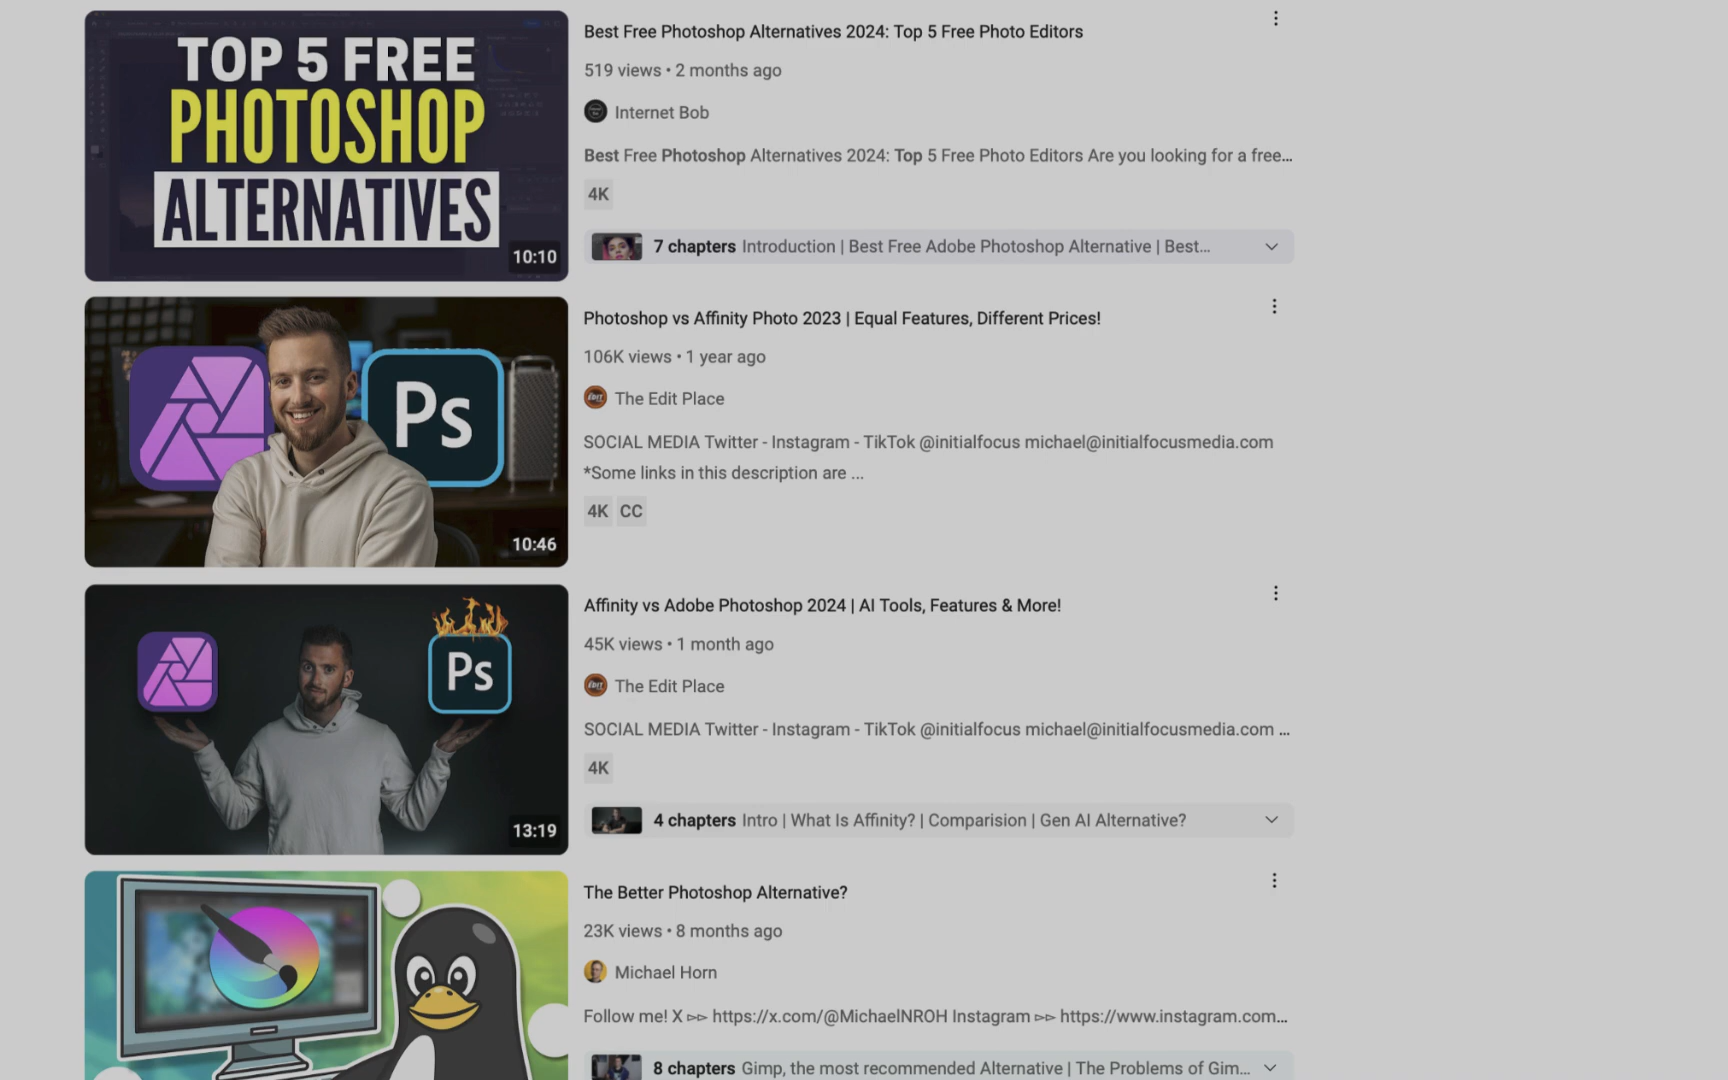 TOP 5 FREE
PHOTOSHOP
ALTERNATIVES
10:10
Best Free Photoshop Alternatives 2024: Top 5 Free Photo Editors
519 views • 2 months ago
Internet Bob
Best Free Photoshop Alternatives 2024: Top 5 Free Photo Editors Are you looking for a free...
4K
7 chapters Introduction | Best Free Adobe Photoshop Alternative | Best...
Ps
10:46
Photoshop vs Affinity Photo 2023 | Equal Features, Different Prices!
106K views • 1 year ago
EDIT
The Edit Place
SOCIAL MEDIA Twitter - Instagram - TikTok @initialfocus michael@initialfocusmedia.com
*Some links in this description are ...
4K CC
Ps
13:19
Affinity vs Adobe Photoshop 2024 | AI Tools, Features & More!
45K views • 1 month ago
EDIT
The Edit Place
SOCIAL MEDIA Twitter - Instagram - TikTok @initialfocus michael@initialfocusmedia.com ...
4K
4 chapters Intro | What Is Affinity? | Comparision | Gen AI Alternative?
The Better Photoshop Alternative?
23K views • 8 months ago
Michael Horn
Follow me! X ▻▻ https://x.com/@MichaelNROH Instagram ▻▻ https://www.instagram.com...
8 chapters Gimp, the most recommended Alternative | The Problems of Gim...